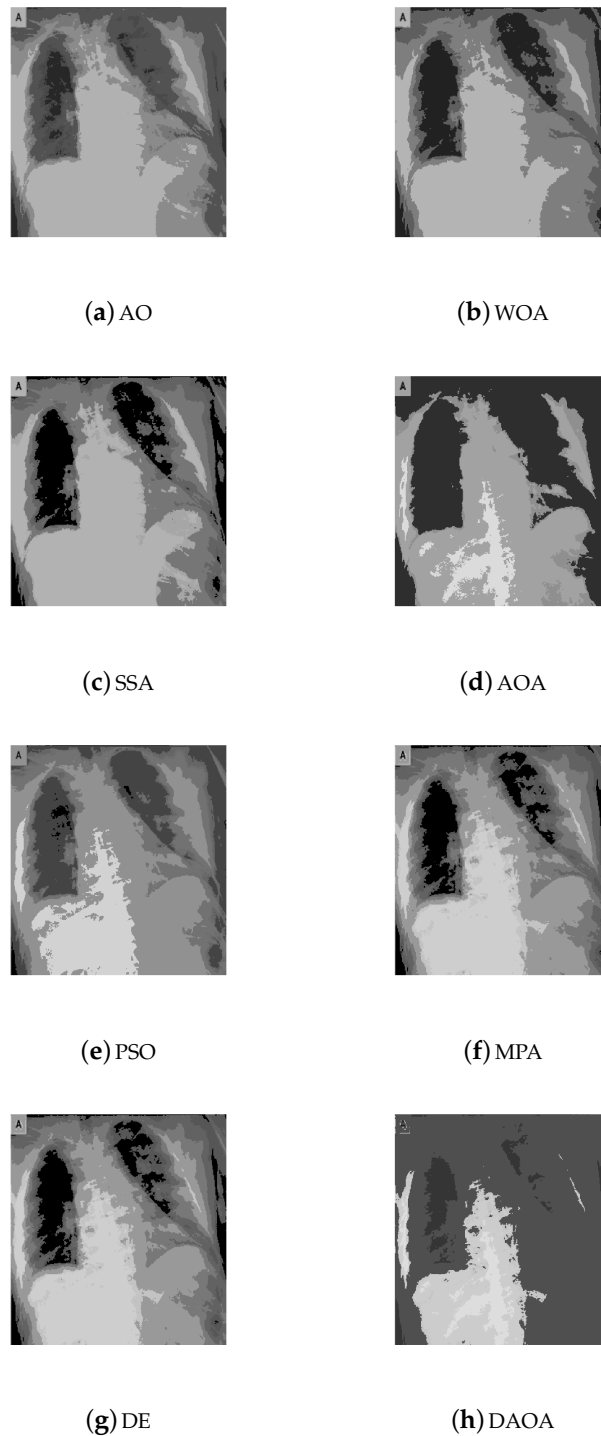 A A
(a) AO (b) WOA
A A
(c) SSA (d) AOA
A A
(e) PSO (f) MPA
A A
(g) DE (h) DAOA